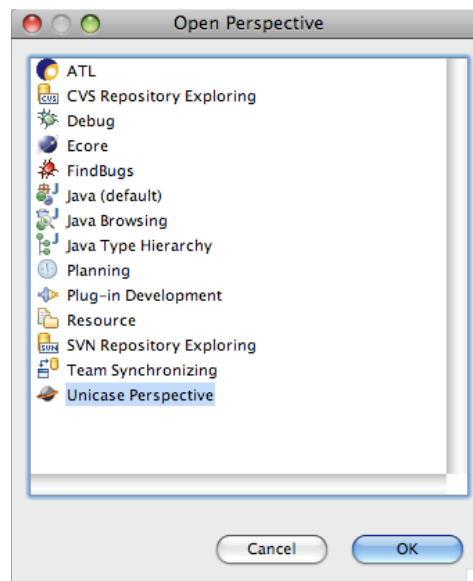 Open Perspective
ATL
CVS Repository Exploring
Debug
Ecore
FindBugs
Java (default)
Java Browsing
Java Type Hierarchy
Planning
Plug-in Development
Resource
SVN Repository Exploring
Team Synchronizing
Unicase Perspective
Cancel OK